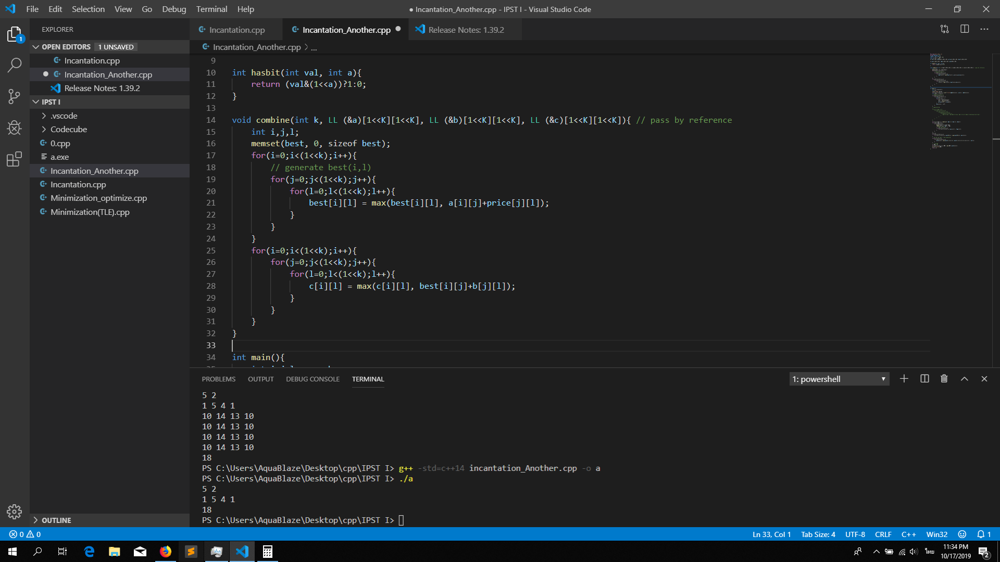 File Edit Selection View Go Debug Terminal Help
● Incantation_Another.cpp - IPST I - Visual Studio Code
EXPLORER
OPEN EDITORS 1 UNSAVED
Incantation.cpp
Incantation_Another.cpp
Release Notes: 1.39.2
IPST I
.vscode
Codecube
0.cpp
a.exe
Incantation_Another.cpp
Incantation.cpp
Minimization_optimize.cpp
Minimization(TLE).cpp
OUTLINE
1
Incantation.cpp
Incantation_Another.cpp
Release Notes: 1.39.2
Incantation_Another.cpp > ...
9
10 int hasbit(int val, int a){
11 return (val&(1<<a))?1:0;
12 }
13
14 void combine(int k, LL (&a)[1<<K][1<<K], LL (&b)[1<<K][1<<K], LL (&c)[1<<K][1<<K]){ // pass by reference
15 int i,j,l;
16 memset(best, 0, sizeof best);
17 for(i=0;i<(1<<k);i++){
18 // generate best(i,l)
19 for(j=0;j<(1<<k);j++){
20 for(l=0;l<(1<<k);l++){
21 best[i][l] = max(best[i][l], a[i][j]+price[j][l]);
22 }
23 }
24 }
25 for(i=0;i<(1<<k);i++){
26 for(j=0;j<(1<<k);j++){
27 for(l=0;l<(1<<k);l++){
28 c[i][l] = max(c[i][l], best[i][j]+b[j][l]);
29 }
30 }
31 }
32 }
33
34 int main(){
PROBLEMS OUTPUT DEBUG CONSOLE TERMINAL
1: powershell
5 2
1 5 4 1
10 14 13 10
10 14 13 10
10 14 13 10
10 14 13 10
18
PS C:\Users\AquaBlaze\Desktop\cpp\IPST I> g++ -std=c++14 incantation_Another.cpp -o a
PS C:\Users\AquaBlaze\Desktop\cpp\IPST I> ./a
5 2
1 5 4 1
18
PS C:\Users\AquaBlaze\Desktop\cpp\IPST I>
0 0
Ln 33, Col 1 Tab Size: 4 UTF-8 CRLF C++ Win32 1
ไทย
11:34 PM
10/17/2019
2